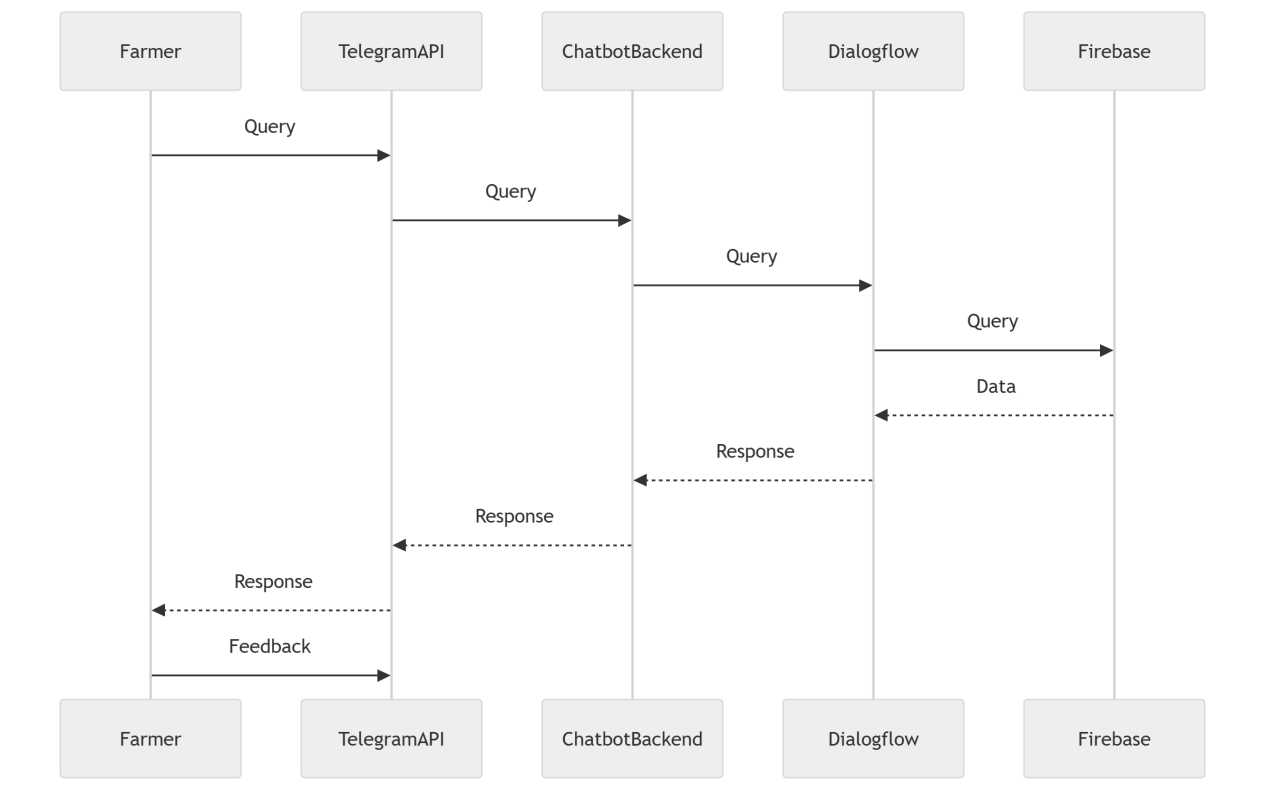 Farmer
TelegramAPI
ChatbotBackend
Dialogflow
Firebase
Query
Query
Query
Query
Data
Response
Response
Response
Feedback
Farmer
TelegramAPI
ChatbotBackend
Dialogflow
Firebase